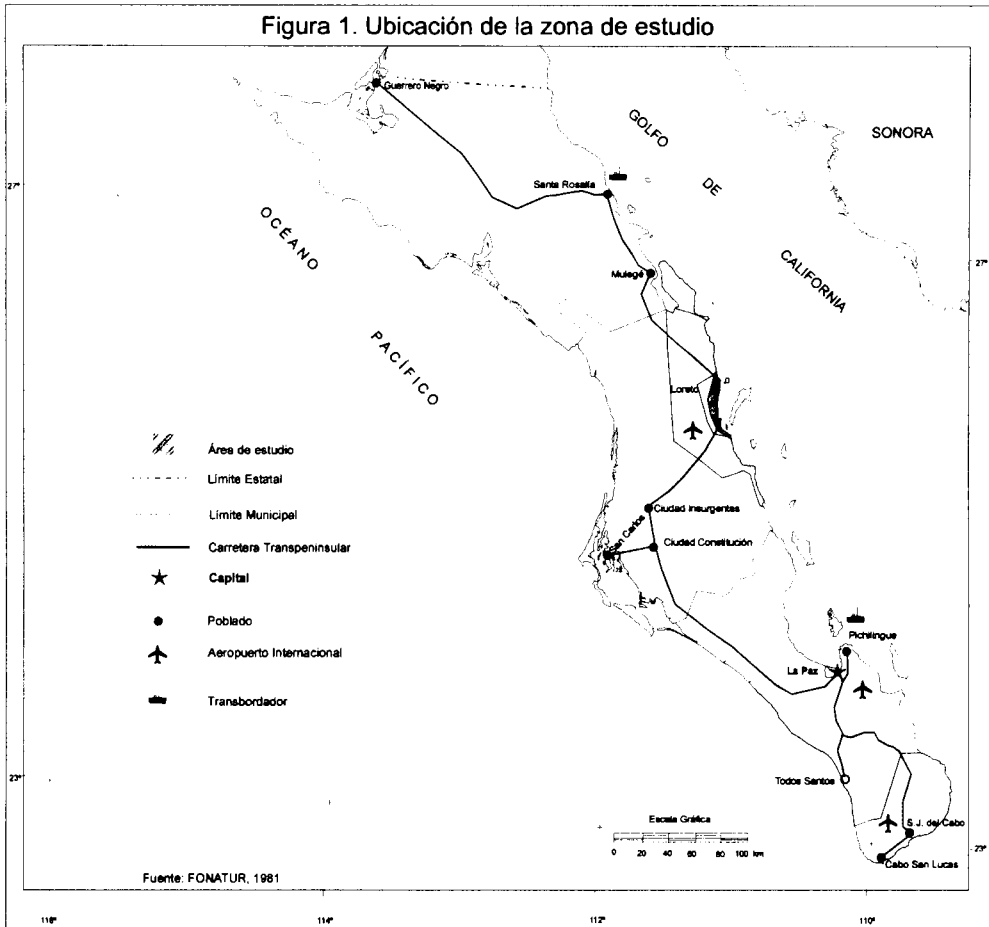 Figura 1. Ubicación de la zona de estudio
Guerrero Negro
GOLFO
SONORA
27°
Santa Rosalía
DE
OCÉANO
27°
Mulegé
CALIFORNIA
PACÍFICO
Loreto
Área de estudio
Límite Estatal
Límite Municipal
Carretera Transpeninsular
Capital
Poblado
Aeropuerto Internacional
Transbordador
Ciudad Insurgentes
San Carlos
Ciudad Constitución
Pichilingue
La Paz
23°
Todos Santos
Escala Gráfica
0 20 40 60 80 100 km
S.J. del Cabo
23°
Cabo San Lucas
Fuente: FONATUR, 1981
116° 114° 112° 110°